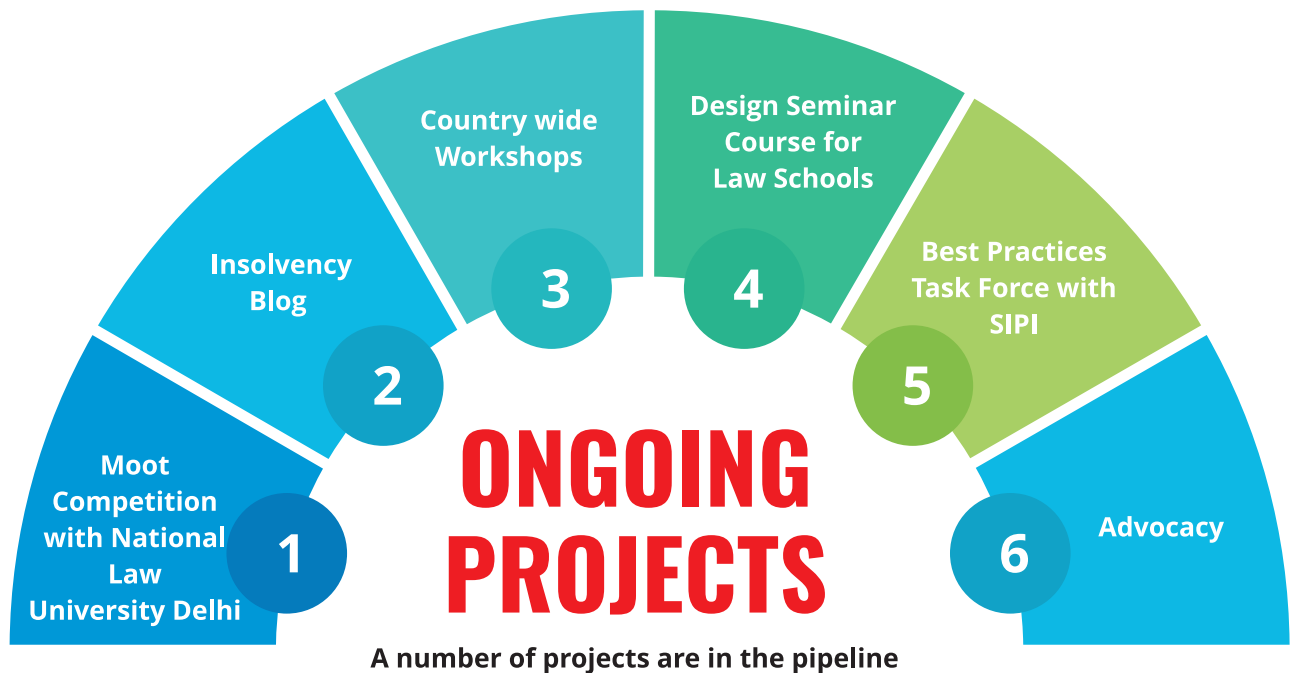 Moot
Competition
with National
Law
University Delhi
1
Insolvency
Blog
2
Country wide
Workshops
3
Design Seminar
Course for
Law Schools
4
Best Practices
Task Force with
SIPI
5
Advocacy
6
ONGOING
PROJECTS
A number of projects are in the pipeline